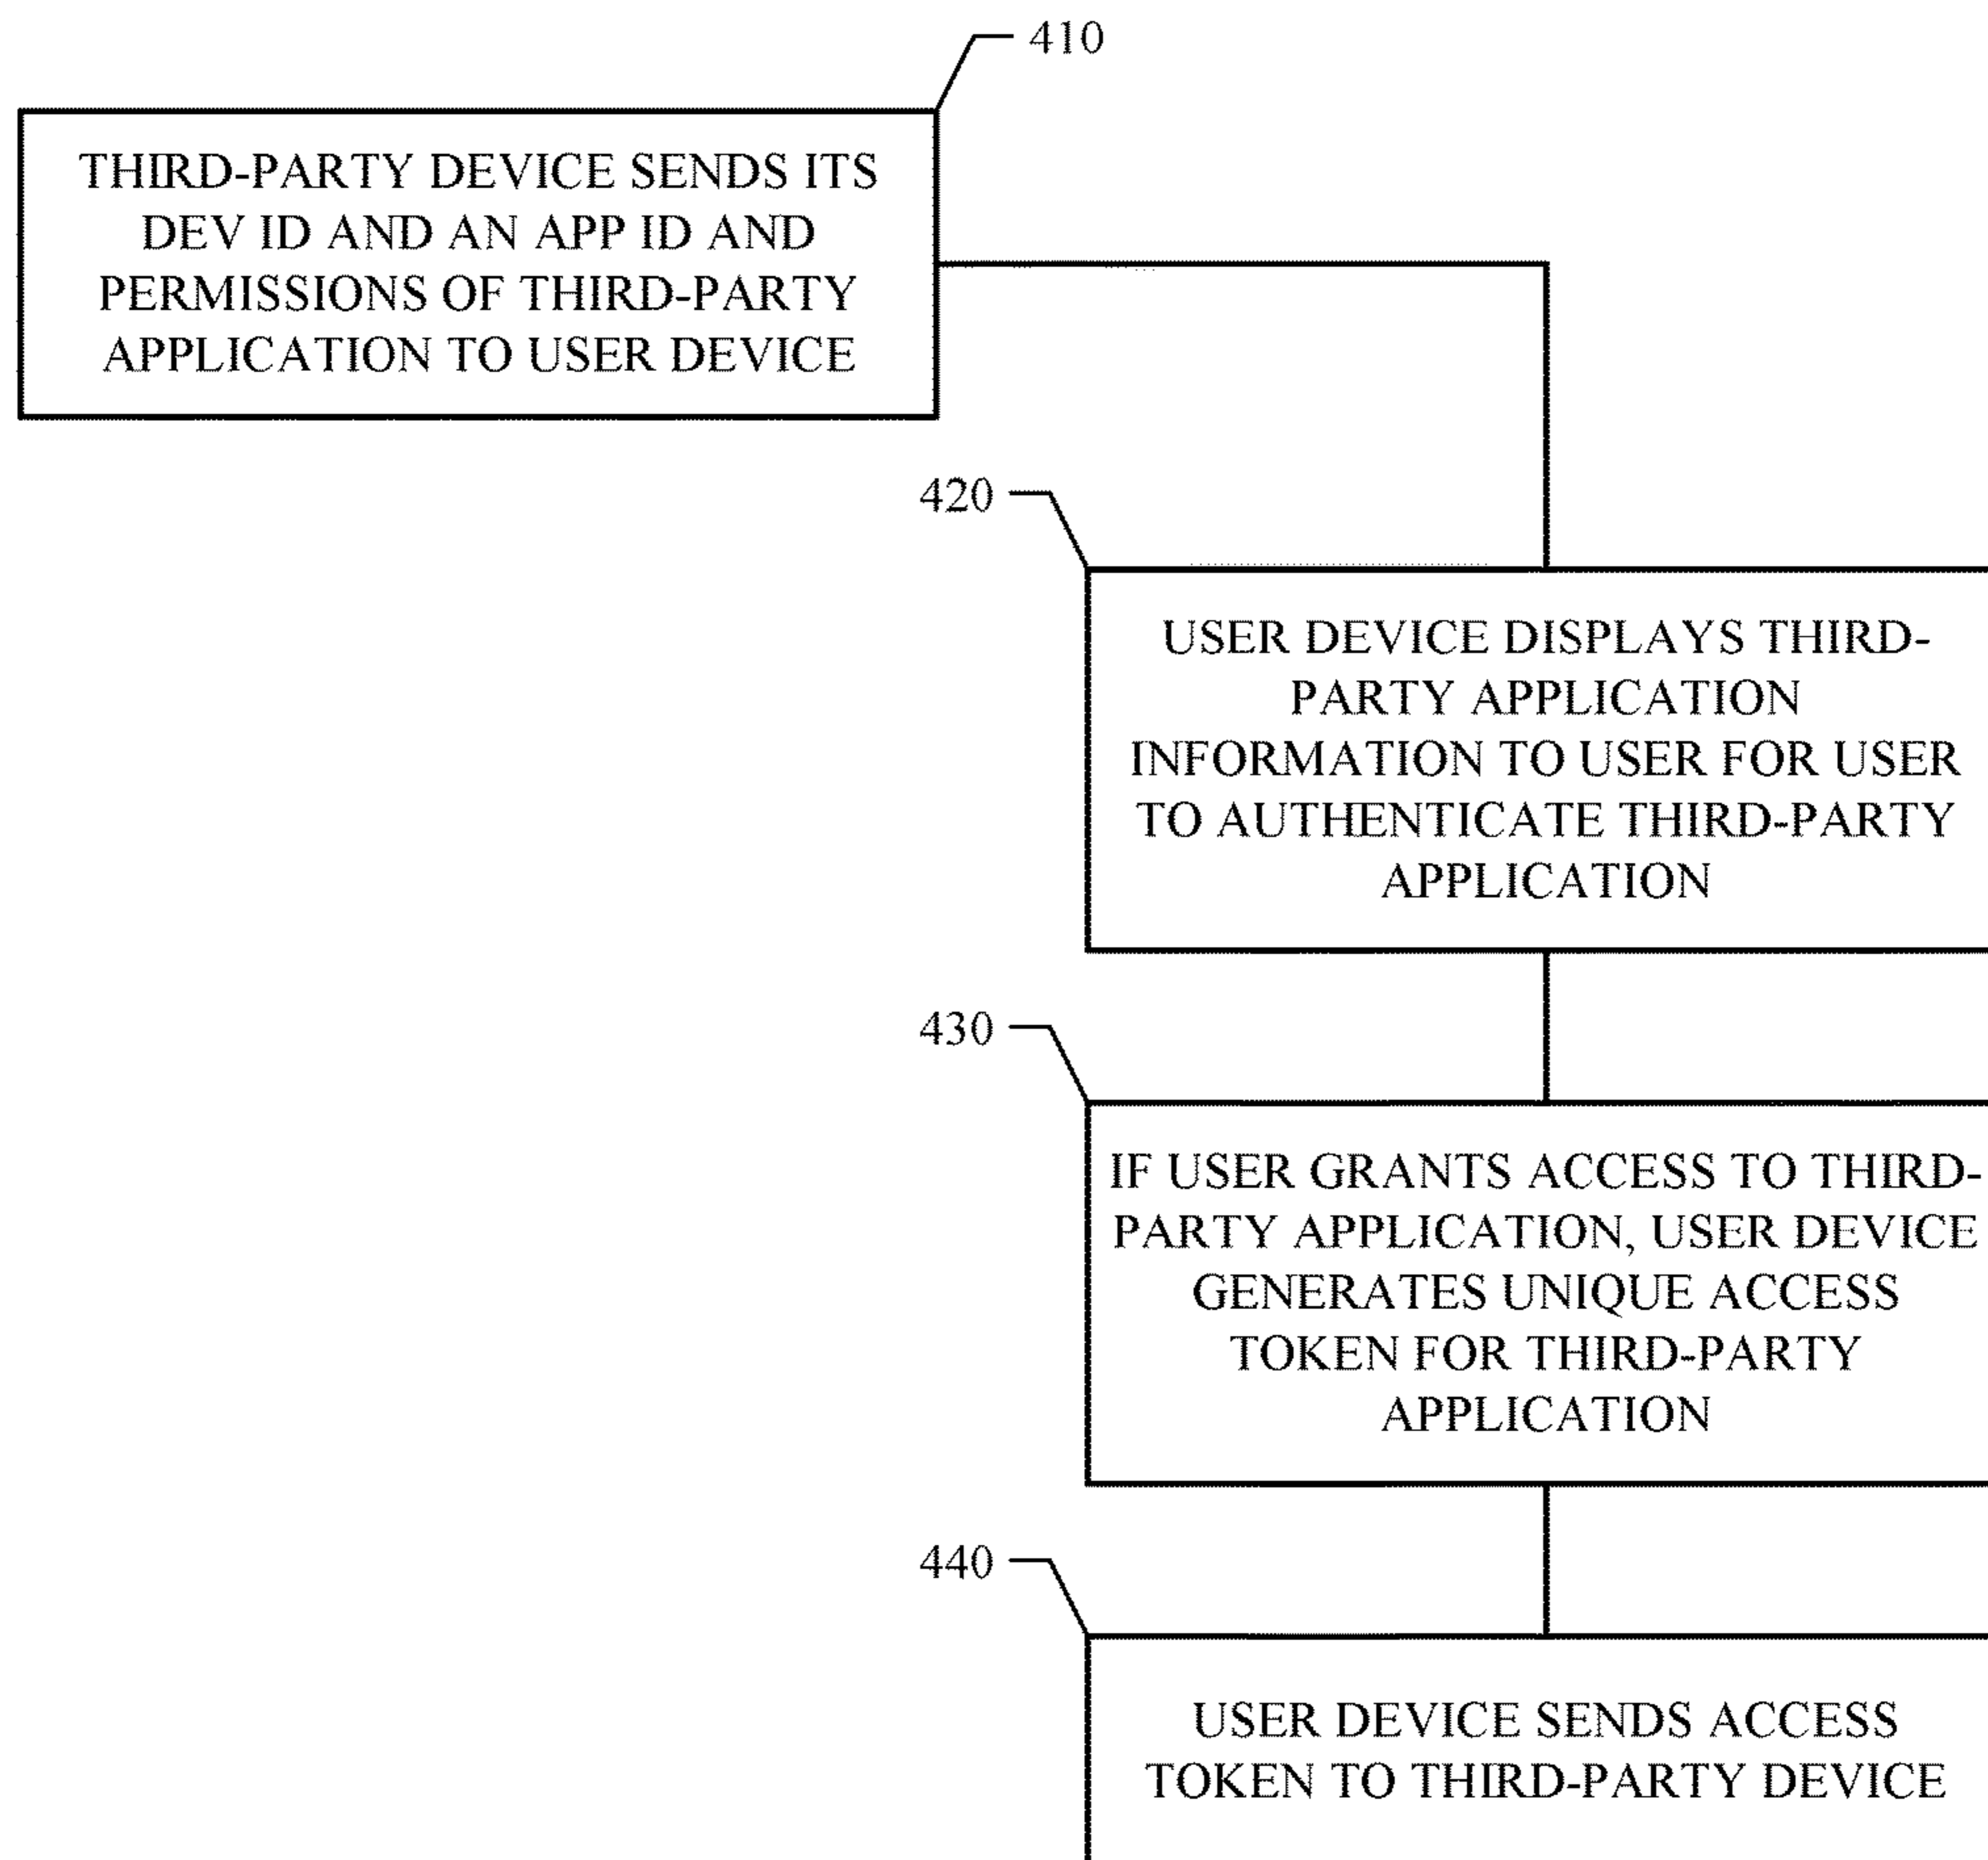 410
THIRD-PARTY DEVICE SENDS ITS
DEV ID AND AN APP ID AND
PERMISSIONS OF THIRD-PARTY
APPLICATION TO USER DEVICE
420
USER DEVICE DISPLAYS THIRD-
PARTY APPLICATION
INFORMATION TO USER FOR USER
TO AUTHENTICATE THIRD-PARTY
APPLICATION
430
IF USER GRANTS ACCESS TO THIRD-
PARTY APPLICATION, USER DEVICE
GENERATES UNIQUE ACCESS
TOKEN FOR THIRD-PARTY
APPLICATION
440
USER DEVICE SENDS ACCESS
TOKEN TO THIRD-PARTY DEVICE